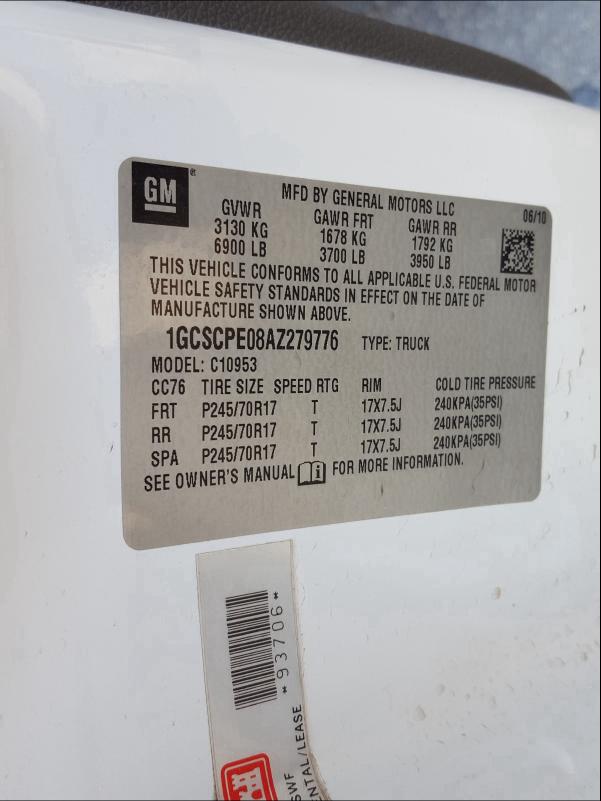 GM
MFD BY GENERAL MOTORS LLC
06/10
GVWR GAWR FRT GAWR RR
3130 KG 1678 KG 1792 KG
6900 LB 3700 LB 3950 LB
THIS VEHICLE CONFORMS TO ALL APPLICABLE U.S. FEDERAL MOTOR
VEHICLE SAFETY STANDARDS IN EFFECT ON THE DATE OF
MANUFACTURE SHOWN ABOVE.
1GCSCPE08AZ279776 TYPE: TRUCK
MODEL: C10953
CC76 TIRE SIZE SPEED RTG RIM COLD TIRE PRESSURE
FRT P245/70R17 T 17X7.5J 240KPA(35PSI)
RR P245/70R17 T 17X7.5J 240KPA(35PSI)
SPA P245/70R17 T 17X7.5J 240KPA(35PSI)
SEE OWNER'S MANUAL FOR MORE INFORMATION.
*93706*
SWF
ENTAL/LEASE